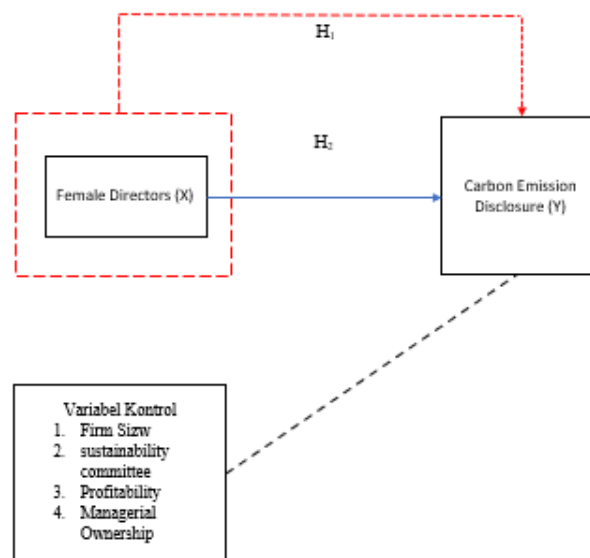 H₁
H₂
Female Directors (X)
Carbon Emission
Disclosure (Y)
Variabel Kontrol
1. Firm Sizw
2. sustainability
committee
3. Profitability
4. Managerial
Ownership